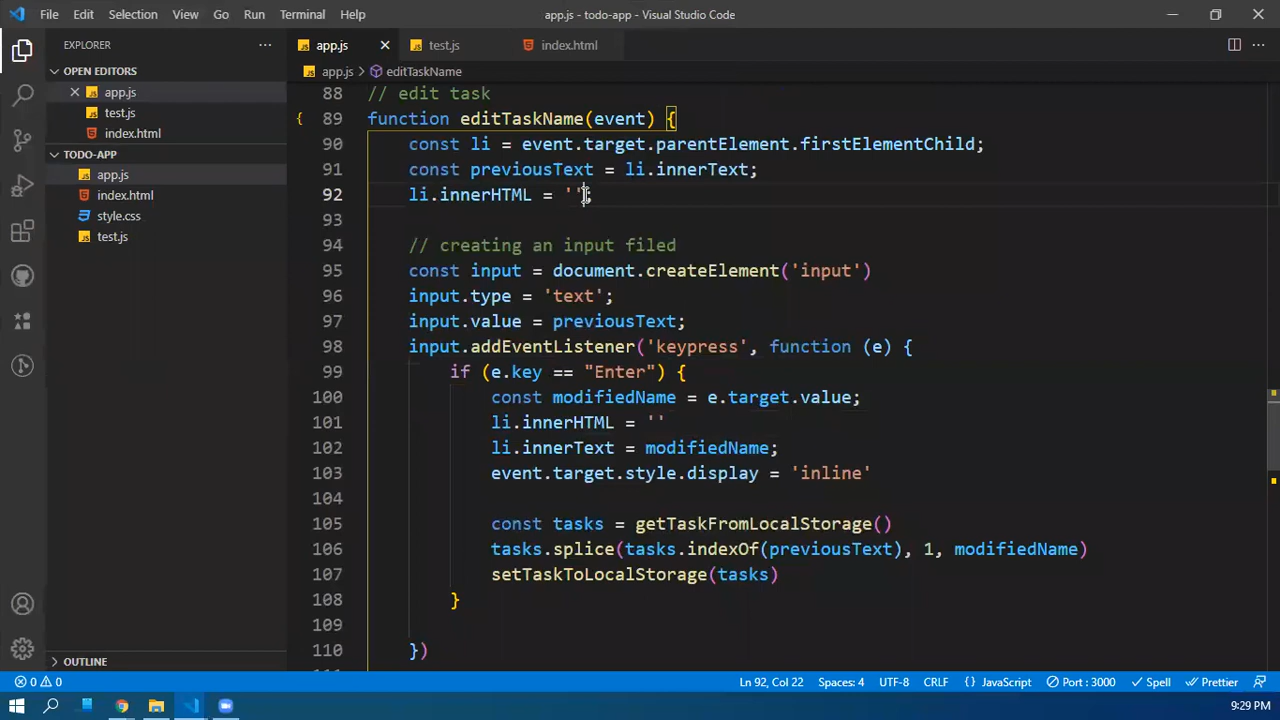 File Edit Selection View Go Run Terminal Help
app.js - todo-app - Visual Studio Code
EXPLORER
OPEN EDITORS
app.js
test.js
index.html
TODO-APP
app.js
index.html
style.css
test.js
OUTLINE
app.js
test.js
index.html
app.js > editTaskName
88 // edit task
89 function editTaskName(event) {
90 const li = event.target.parentElement.firstElementChild;
91 const previousText = li.innerText;
92 li.innerHTML = '';
93
94 // creating an input filed
95 const input = document.createElement('input')
96 input.type = 'text';
97 input.value = previousText;
98 input.addEventListener('keypress', function (e) {
99 if (e.key == "Enter") {
100 const modifiedName = e.target.value;
101 li.innerHTML = ''
102 li.innerText = modifiedName;
103 event.target.style.display = 'inline'
104
105 const tasks = getTaskFromLocalStorage()
106 tasks.splice(tasks.indexOf(previousText), 1, modifiedName)
107 setTaskToLocalStorage(tasks)
108 }
109
110 })
0 0 Ln 92, Col 22 Spaces: 4 UTF-8 CRLF {} JavaScript Port : 3000 Spell Prettier
9:29 PM